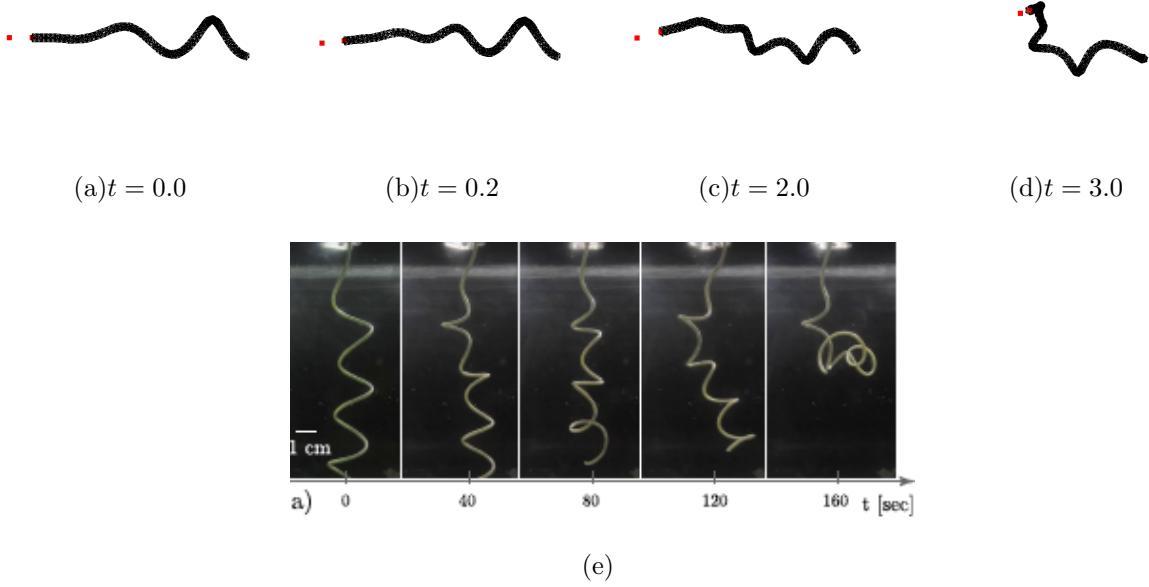 (a)t = 0.0 (b)t = 0.2 (c)t = 2.0 (d)t = 3.0
1 cm
a) 0 40 80 120 160 t [sec]
(e)